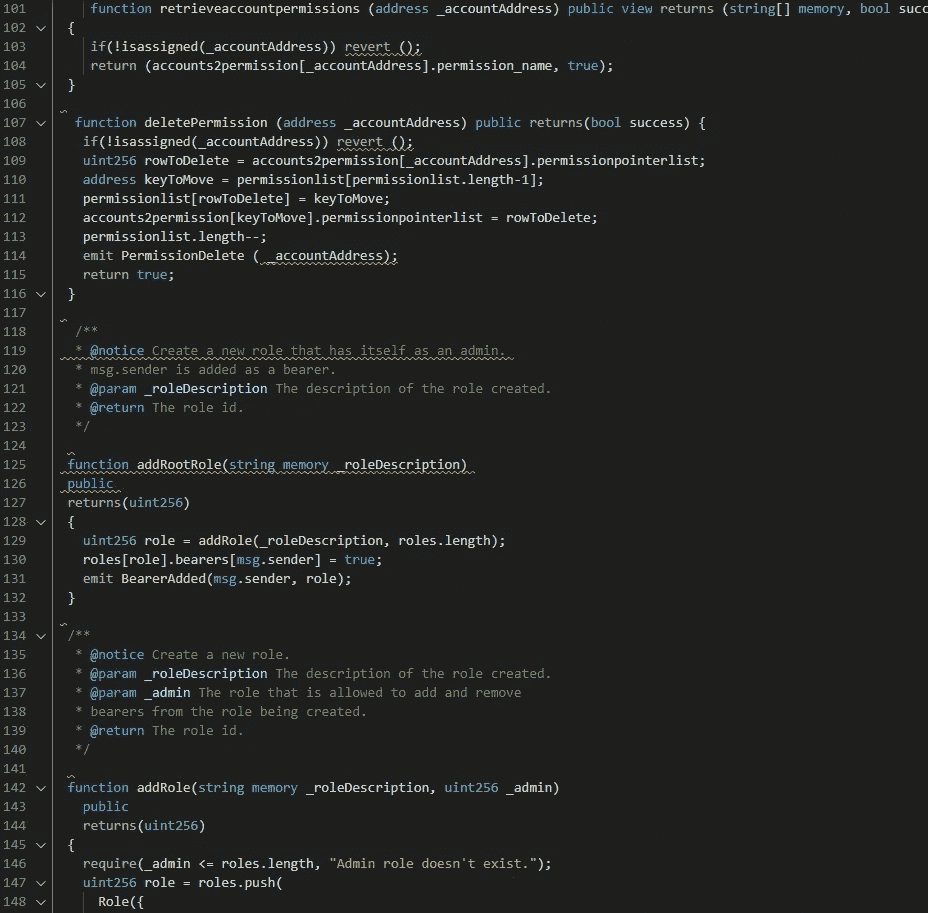 101 function retrieveaccountpermissions (address _accountAddress) public view returns (string[] memory, bool succ
102 {
103 if(!isassigned(_accountAddress)) revert ();
104 return (accounts2permission[_accountAddress].permission_name, true);
105 }
106
107 function deletePermission (address _accountAddress) public returns(bool success) {
108 if(!isassigned(_accountAddress)) revert ();
109 uint256 rowToDelete = accounts2permission[_accountAddress].permissionpointerlist;
110 address keyToMove = permissionlist[permissionlist.length-1];
111 permissionlist[rowToDelete] = keyToMove;
112 accounts2permission[keyToMove].permissionpointerlist = rowToDelete;
113 permissionlist.length--;
114 emit PermissionDelete ( _accountAddress);
115 return true;
116 }
117
118 /**
119 * @notice Create a new role that has itself as an admin.
120 * msg.sender is added as a bearer.
121 * @param _roleDescription The description of the role created.
122 * @return The role id.
123 */
124
125 function addRootRole(string memory _roleDescription)
126 public
127 returns(uint256)
128 {
129 uint256 role = addRole(_roleDescription, roles.length);
130 roles[role].bearers[msg.sender] = true;
131 emit BearerAdded(msg.sender, role);
132 }
133
134 /**
135 * @notice Create a new role.
136 * @param _roleDescription The description of the role created.
137 * @param _admin The role that is allowed to add and remove
138 * bearers from the role being created.
139 * @return The role id.
140 */
141
142 function addRole(string memory _roleDescription, uint256 _admin)
143 public
144 returns(uint256)
145 {
146 require(_admin <= roles.length, "Admin role doesn't exist.");
147 uint256 role = roles.push(
148 Role({